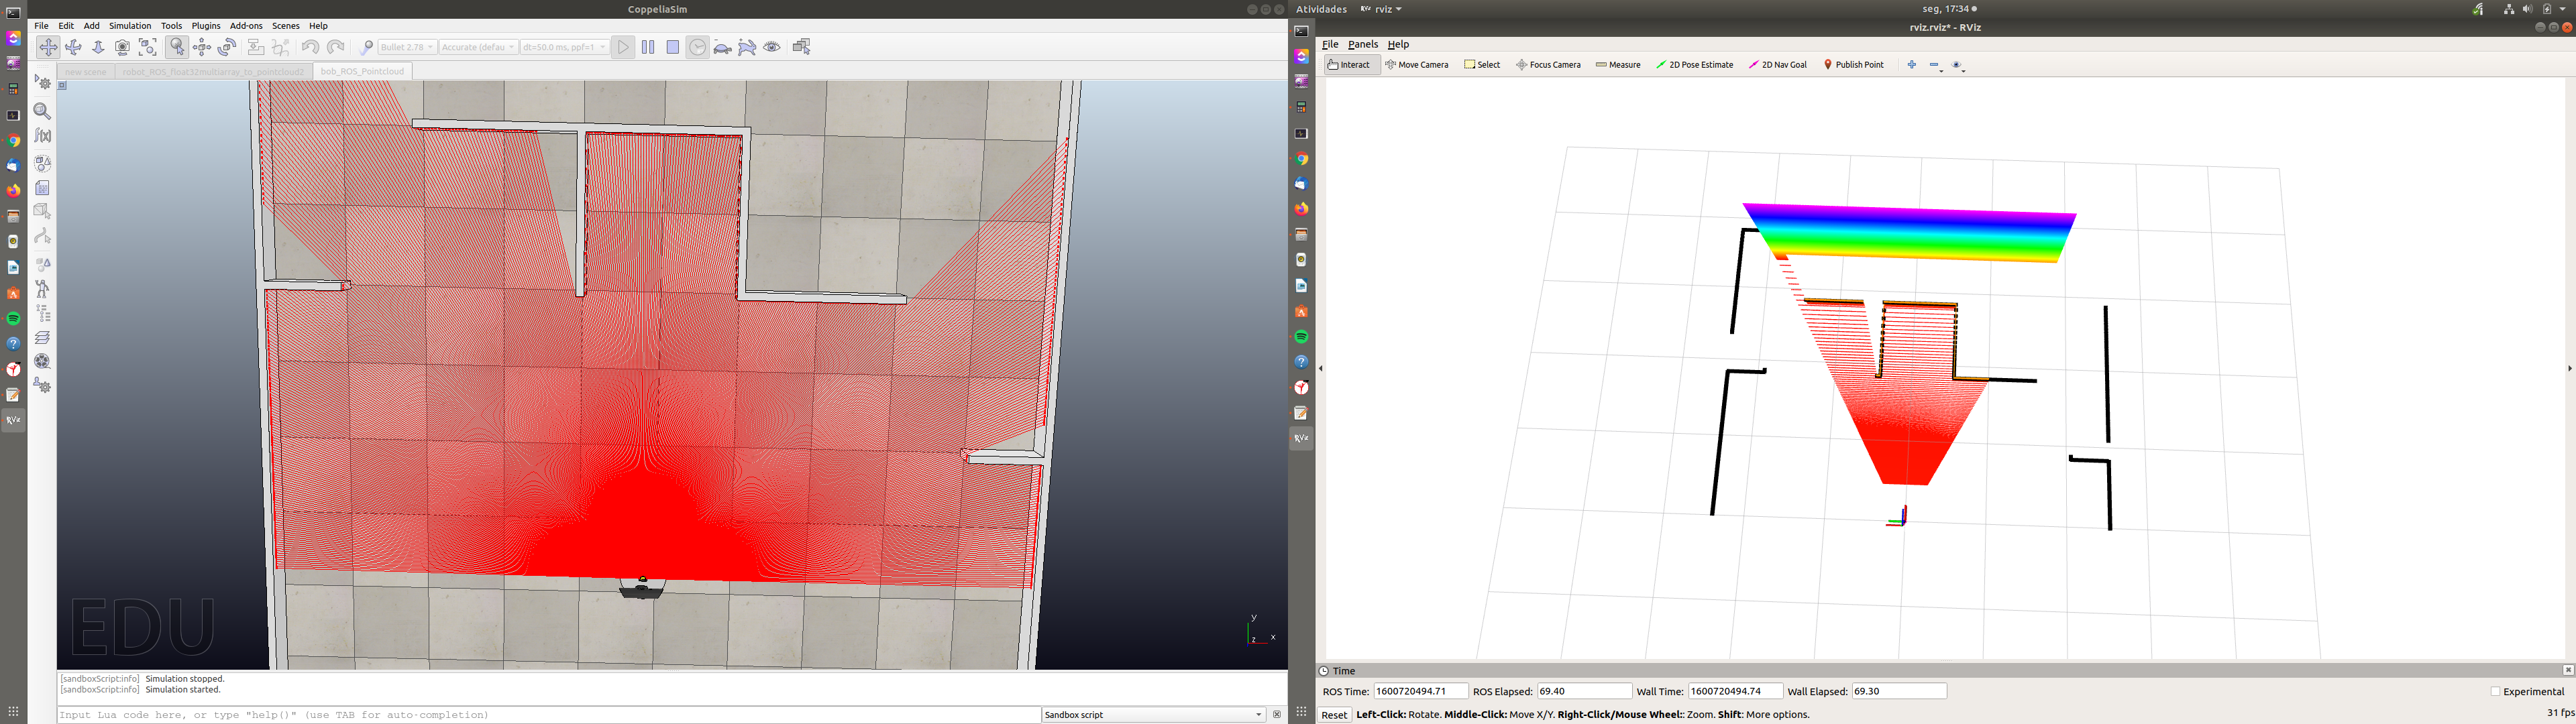 CoppeliaSim
File Edit Add Simulation Tools Plugins Add-ons Scenes Help
Bullet 2.78 Accurate (defau dt=50.0 ms, ppf=1
new scene robot_ROS_float32multiarray_to_pointcloud2 bob_ROS_Pointcloud
f(x)
EDU
y
z x
[sandboxScript:info] Simulation stopped.
[sandboxScript:info] Simulation started.
Input Lua code here, or type "help()" (use TAB for auto-completion)
Sandbox script
RViz
Atividades RViz rviz
seg, 17:34
rviz.rviz* - RViz
File Panels Help
Interact Move Camera Select Focus Camera Measure 2D Pose Estimate 2D Nav Goal Publish Point
RViz
Time
ROS Time: 1600720494.71 ROS Elapsed: 69.40 Wall Time: 1600720494.74 Wall Elapsed: 69.30 Experimental
Reset Left-Click: Rotate. Middle-Click: Move X/Y. Right-Click/Mouse Wheel:: Zoom. Shift: More options. 31 fps